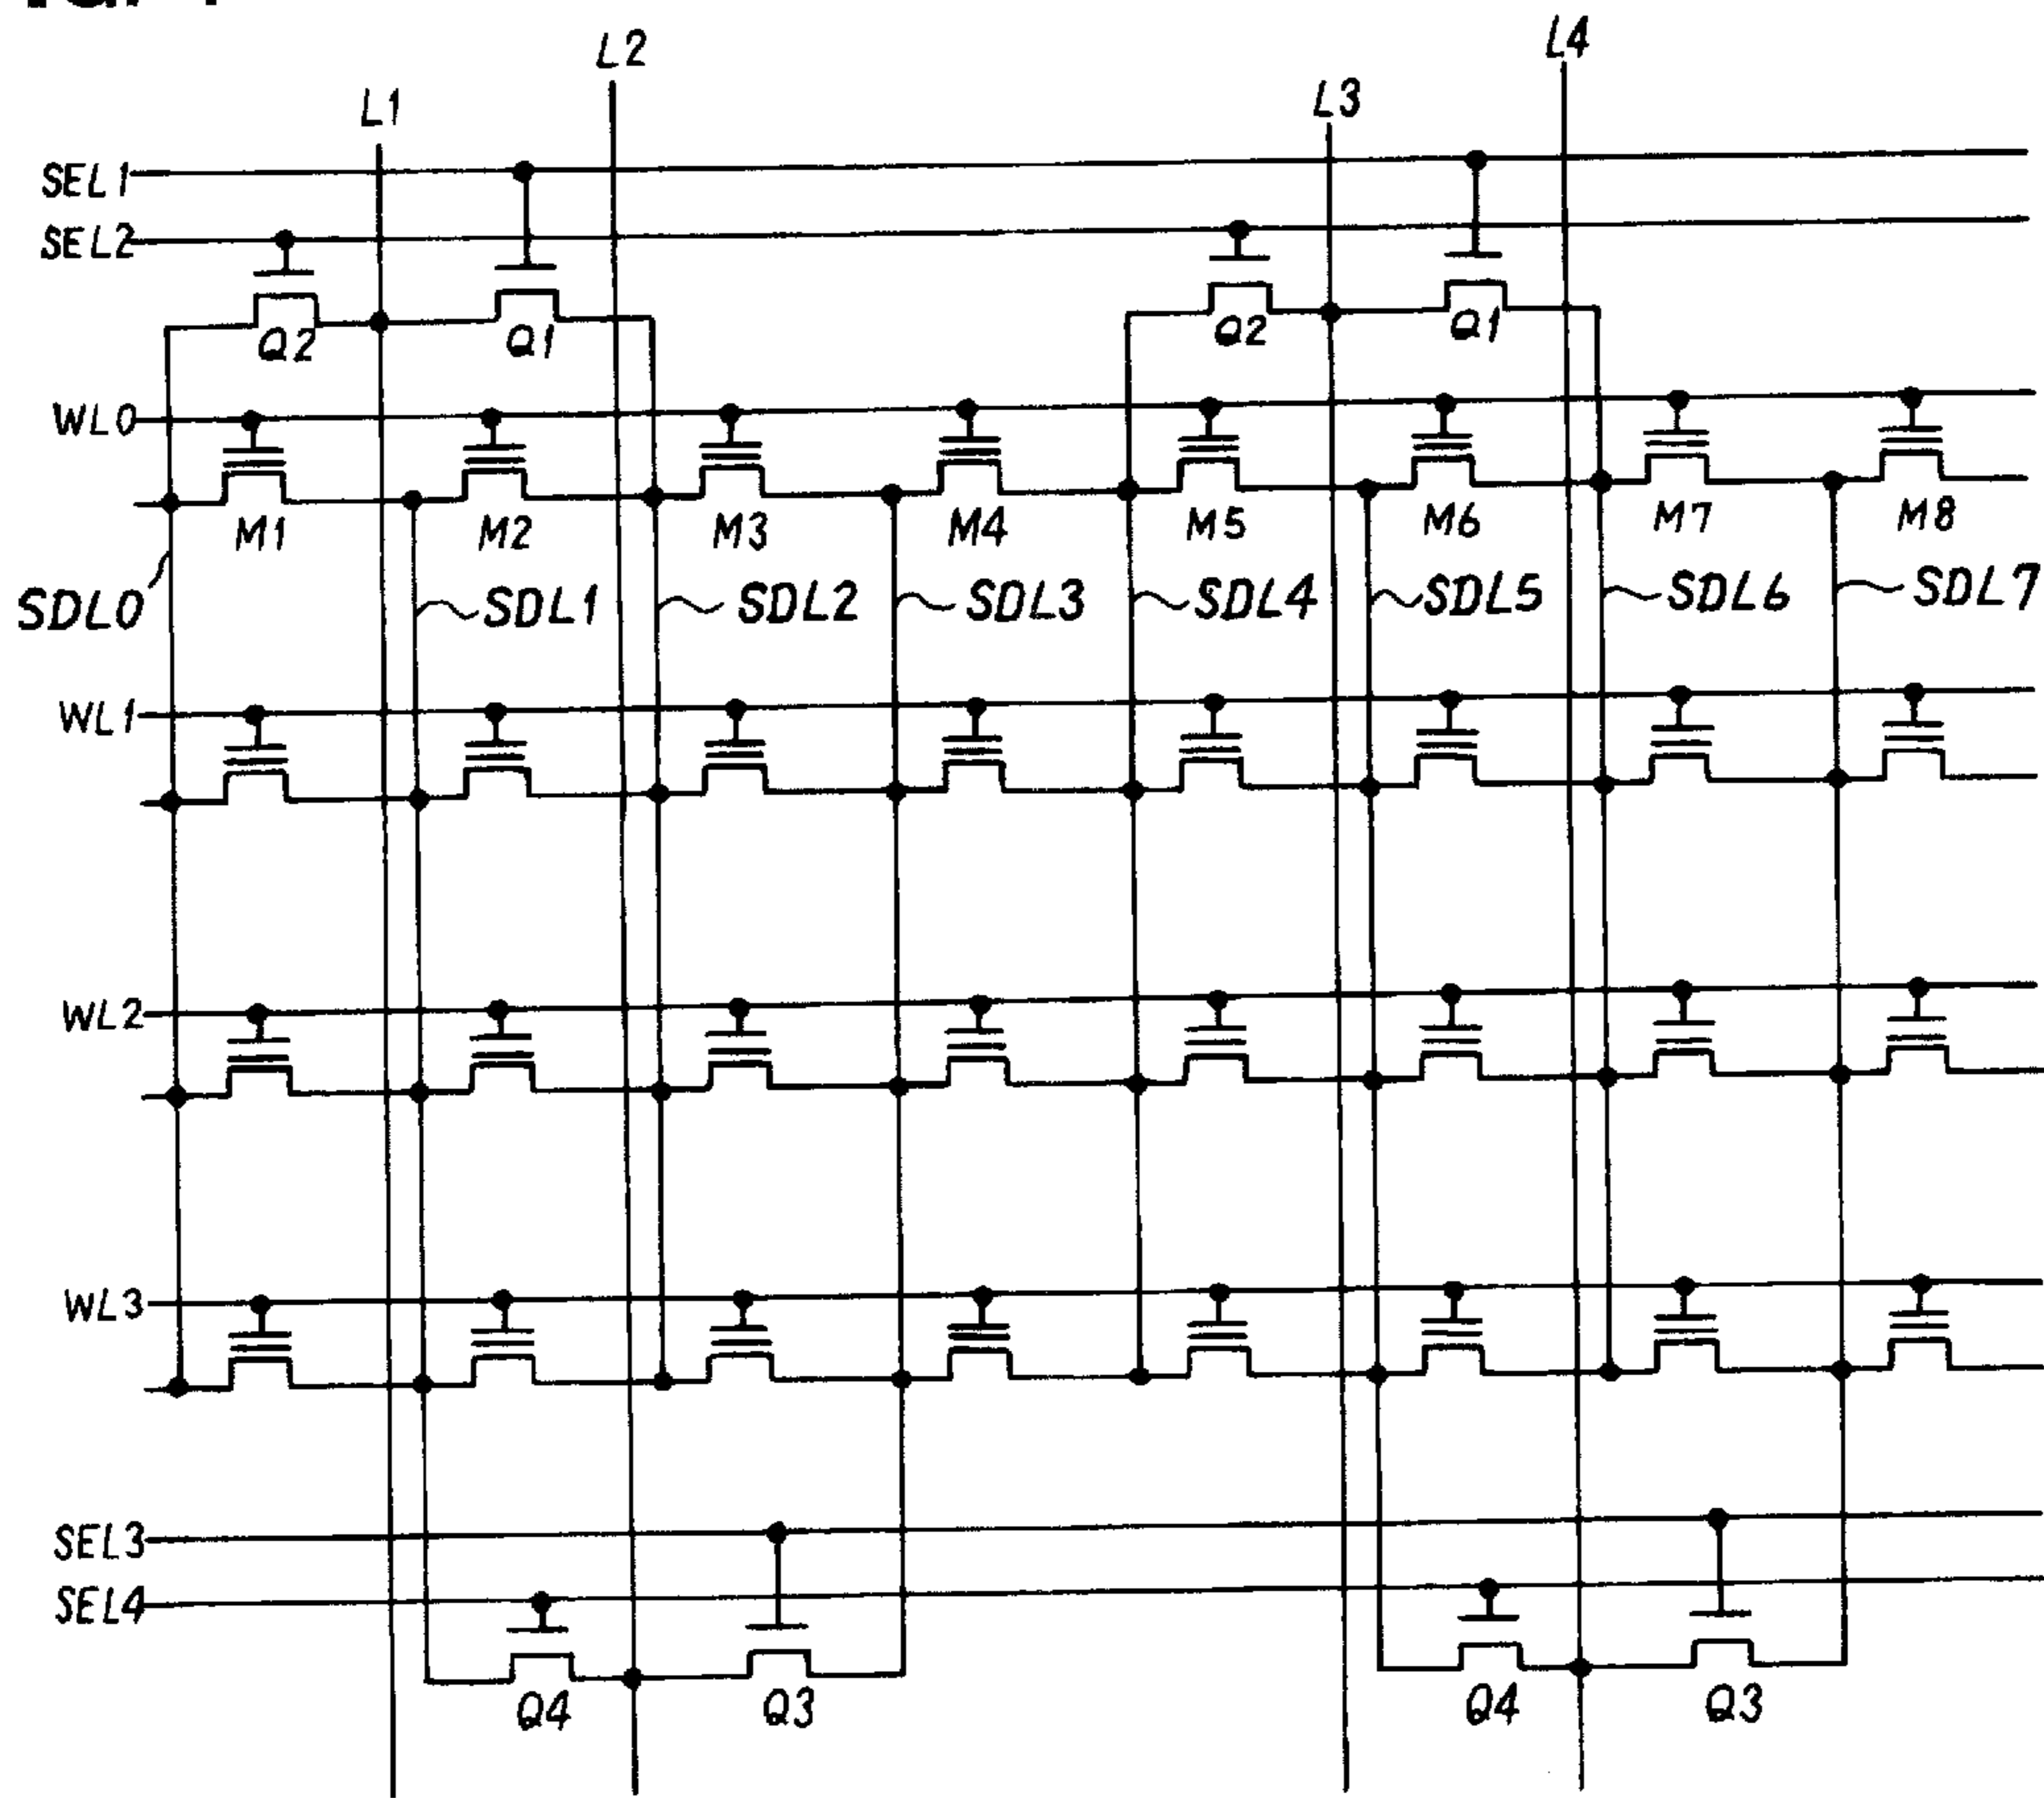 L1 L2 L3 L4
SEL1
SEL2
Q2 Q1 Q2 Q1
WL0
M1 M2 M3 M4 M5 M6 M7 M8
SDL0 SDL1 SDL2 SDL3 SDL4 SDL5 SDL6 SDL7
WL1
WL2
WL3
SEL3
SEL4
Q4 Q3 Q4 Q3